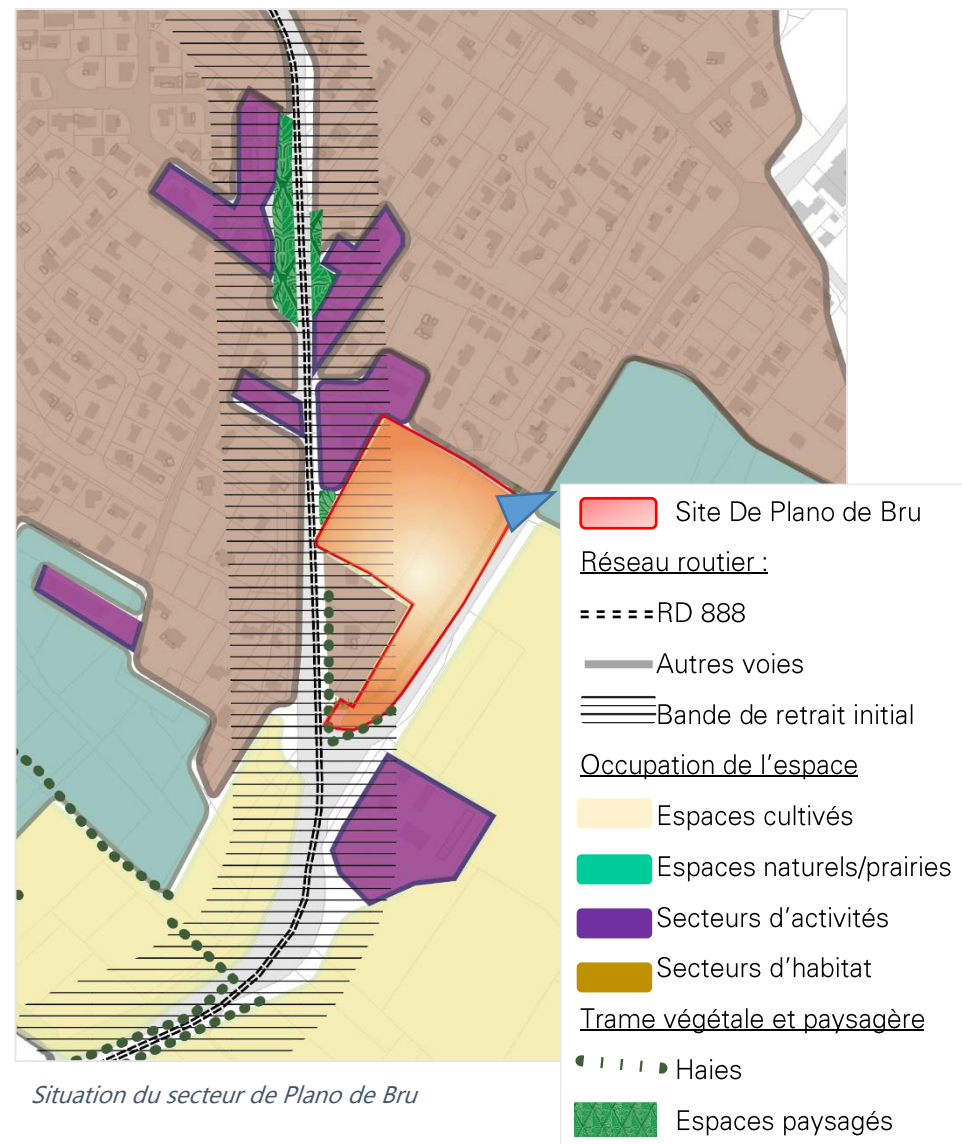 Site De Plano de Bru
Réseau routier :
RD 888
Autres voies
Bande de retrait initial
Occupation de l'espace
Espaces cultivés
Espaces naturels/prairies
Secteurs d'activités
Secteurs d'habitat
Trame végétale et paysagère
Haies
Espaces paysagés
Situation du secteur de Plano de Bru